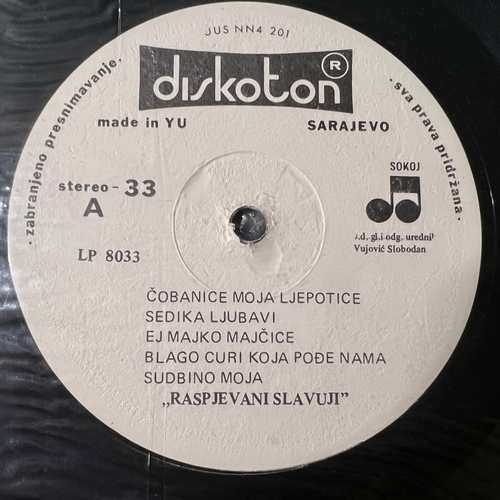 JUS NN4 201
diskoton ®
zabranjeno presnimavanje.
sva prava pridržana.
made in YU
SARAJEVO
stereo - 33
A
SOKOJ
LP 8033
v.d. gl.i odg. urednik
Vujović Slobodan
ČOBANICE MOJA LJEPOTICE
SEDIKA LJUBAVI
EJ MAJKO MAJČICE
BLAGO CURI KOJA POĐE NAMA
SUDBINO MOJA
„RASPJEVANI SLAVUJI”